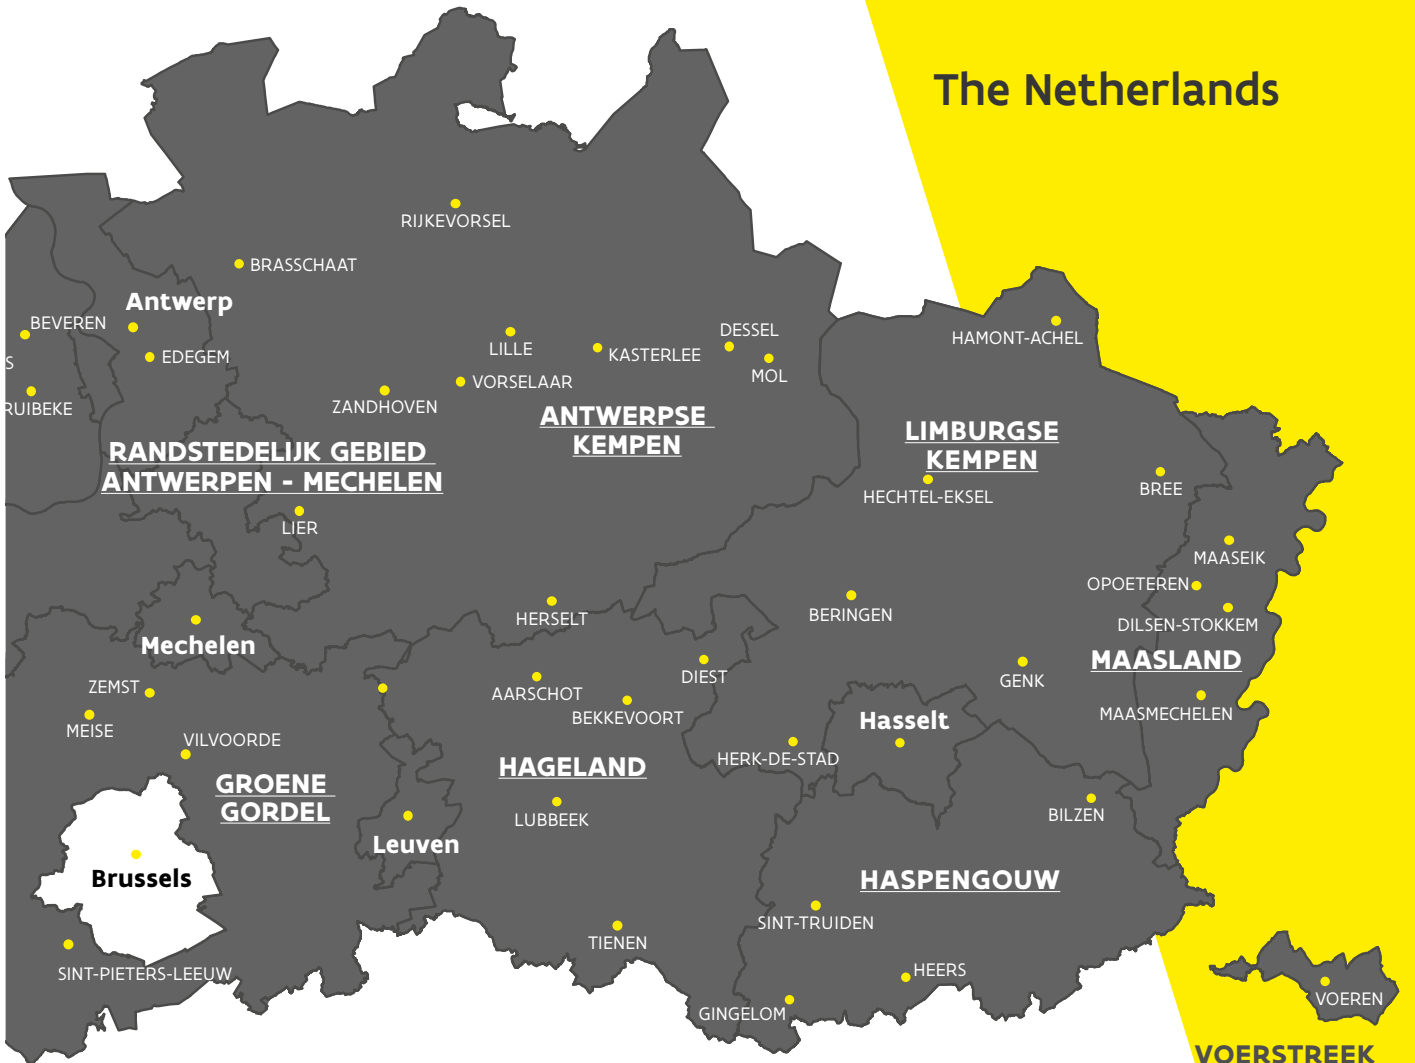 The Netherlands
RIJKEVORSEL
BRASSCHAAT
Antwerp
BEVEREN
EDEGEM
S
RUIBEKE
LILLE
KASTERLEE
DESSEL
MOL
HAMONT-ACHEL
VORSELAAR
ZANDHOVEN
ANTWERPSE
KEMPEN
RANDSTEDELIJK GEBIED
ANTWERPEN - MECHELEN
LIMBURGSE
KEMPEN
HECHTEL-EKSEL
BREE
LIER
MAASEIK
OPOETEREN
DILSEN-STOKKEM
HERSELT
BERINGEN
Mechelen
MAASLAND
ZEMST
MEISE
VILVOORDE
AARSCHOT
BEKKEVOORT
DIEST
GENK
MAASMECHELEN
Hasselt
HERK-DE-STAD
GROENE
GORDEL
HAGELAND
LUBBEEK
BILZEN
Leuven
Brussels
HASPENGOUW
SINT-TRUIDEN
TIENEN
SINT-PIETERS-LEEUW
HEERS
GINGELOM
VOEREN
VOERSTREEK